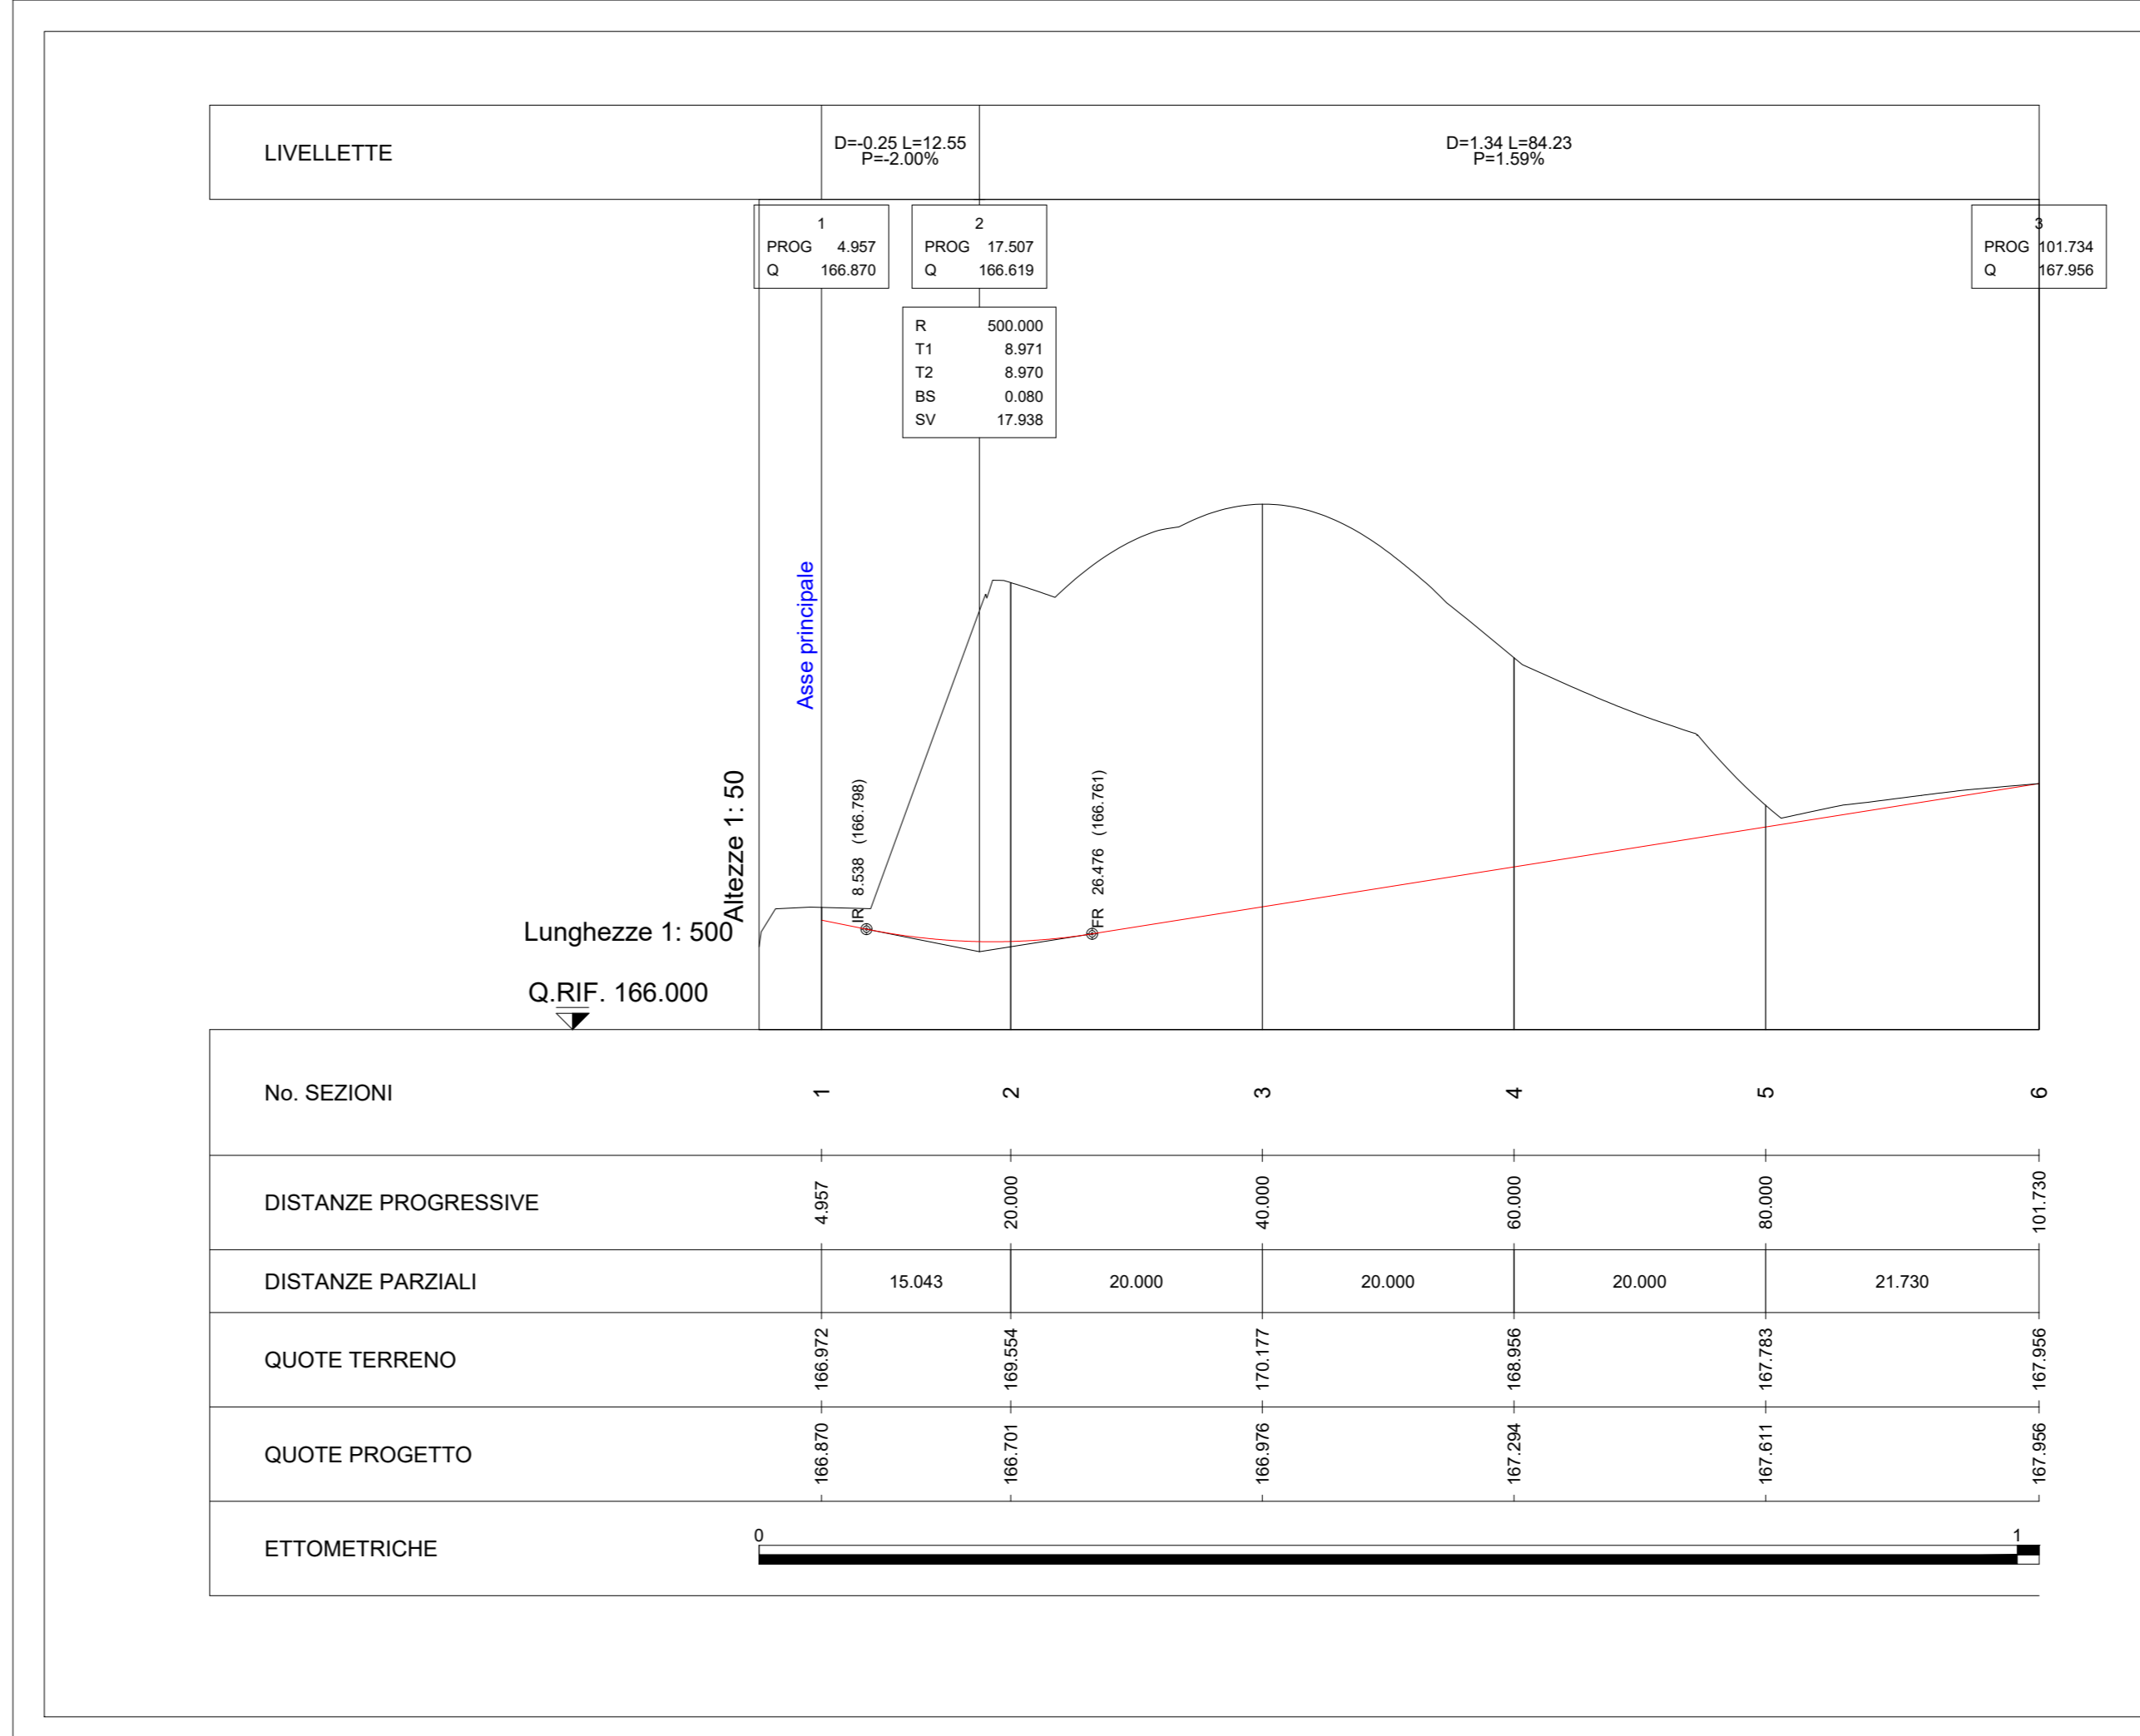 LIVELLETTE
D=-0.25 L=12.55
P=-2.00%
D=1.34 L=84.23
P=1.59%
1
PROG 4.957
Q 166.870
2
PROG 17.507
Q 166.619
3
PROG 101.734
Q 167.956
R 500.000
T1 8.971
T2 8.970
BS 0.080
SV 17.938
Asse principale
IR 8.538 (166.798)
FR 26.476 (166.761)
Altezze 1: 50
Lunghezze 1: 500
Q.RIF. 166.000
No. SEZIONI 1 2 3 4 5 6
DISTANZE PROGRESSIVE 4.957 20.000 40.000 60.000 80.000 101.730
DISTANZE PARZIALI 15.043 20.000 20.000 20.000 21.730
QUOTE TERRENO 166.972 169.554 170.177 168.956 167.783 167.956
QUOTE PROGETTO 166.870 166.701 166.976 167.294 167.611 167.956
ETTOMETRICHE 0 1